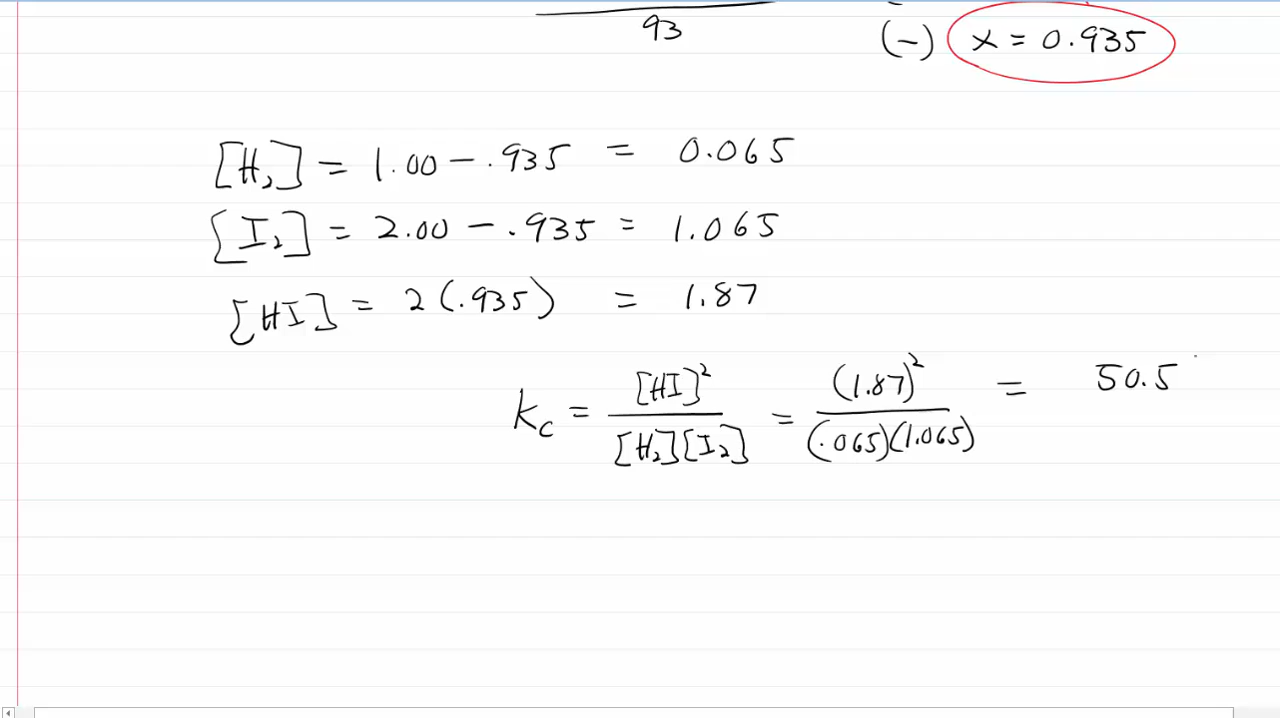 93
(-) x = 0.935
[H₂] = 1.00 - .935 = 0.065
[I₂] = 2.00 - .935 = 1.065
[HI] = 2(.935) = 1.87
Kc = [HI]² / [H₂][I₂] = (1.87)² / (.065)(1.065) = 50.5